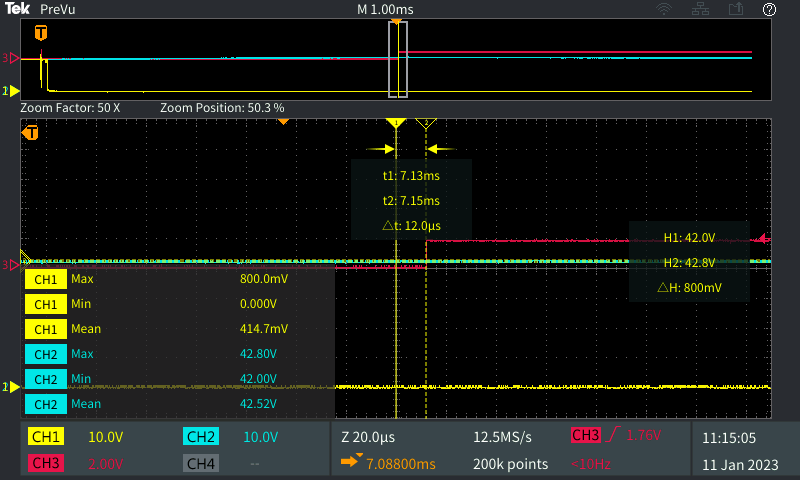 Tek PreVu M 1.00ms
T
3
2
Zoom Factor: 50 X Zoom Position: 50.3 %
T
1 2
t1: 7.13ms
t2: 7.15ms
△t: 12.0µs
H1: 42.0V
H2: 42.8V
△H: 800mV
3
CH1 Max 800.0mV
CH1 Min 0.000V
CH1 Mean 414.7mV
CH2 Max 42.80V
CH2 Min 42.00V
CH2 Mean 42.52V
2
CH1 10.0V CH2 10.0V Z 20.0µs 12.5MS/s CH3 1.76V 11:15:05
CH3 2.00V CH4 -- 7.08800ms 200k points <10Hz 11 Jan 2023